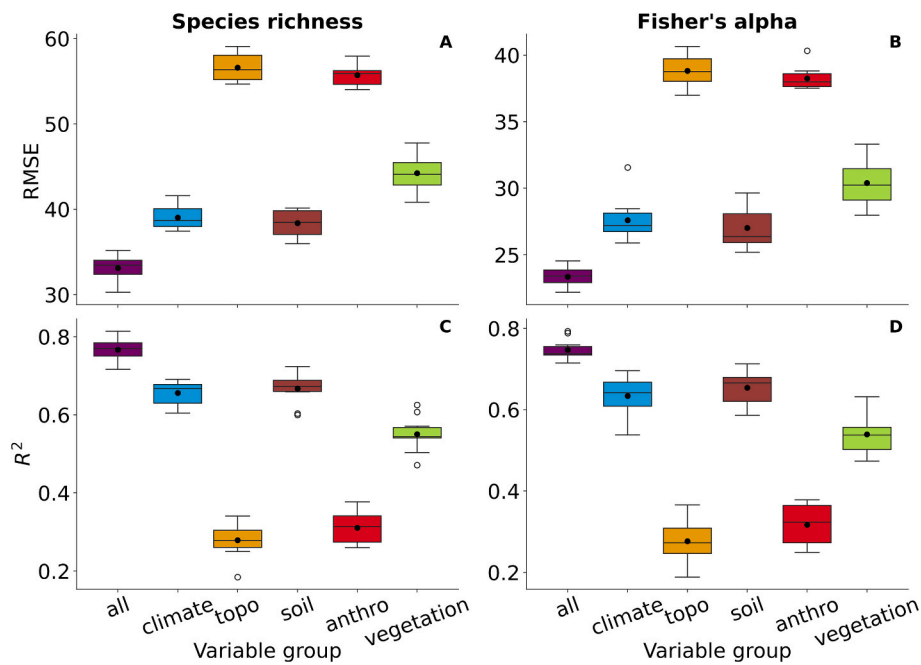 Species richness
Fisher's alpha
A
60
50
40
30
RMSE
B
40
35
30
25
C
0.8
0.6
0.4
0.2
R²
D
0.8
0.6
0.4
0.2
all climate topo soil anthro vegetation
Variable group
all climate topo soil anthro vegetation
Variable group